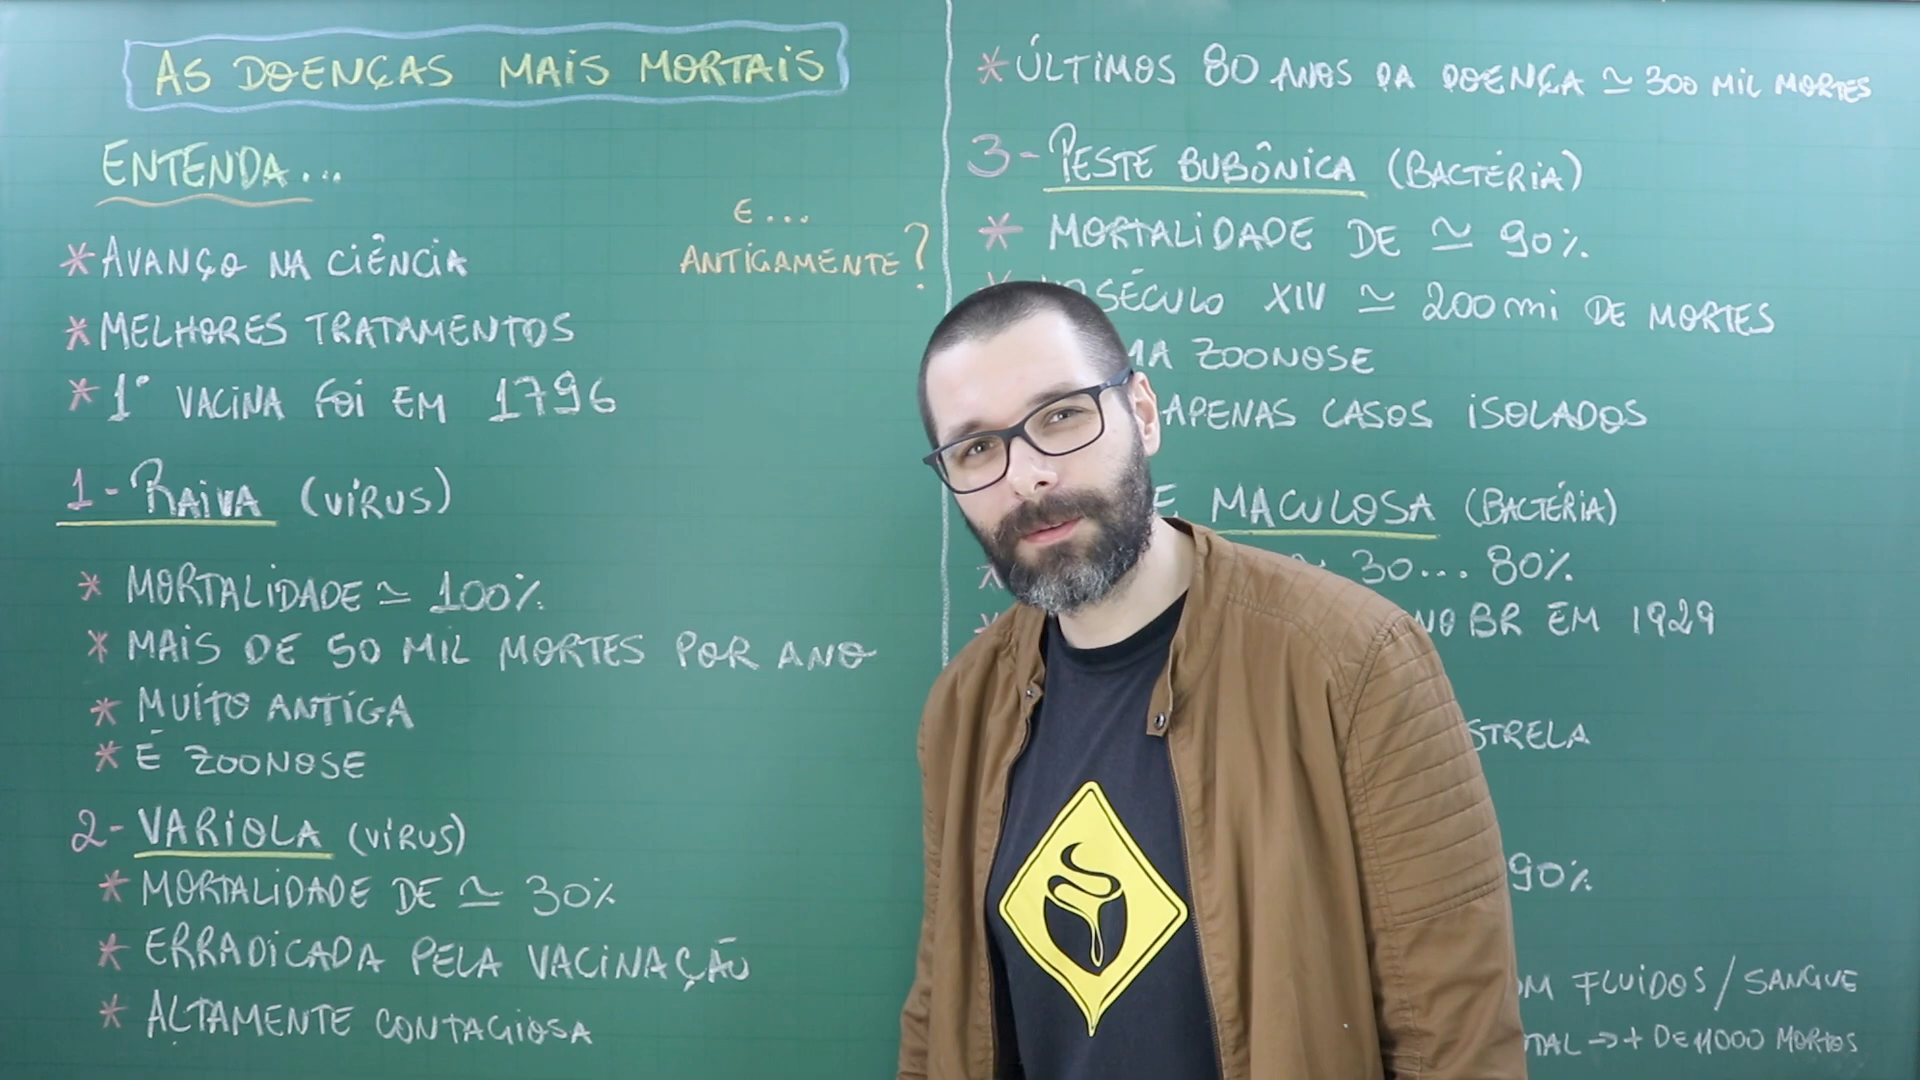 AS DOENÇAS MAIS MORTAIS
ENTENDA...
E...
ANTIGAMENTE?
* AVANÇO NA CIÊNCIA
* MELHORES TRATAMENTOS
* 1º VACINA FOI EM 1796
1- RAIVA (VÍRUS)
* MORTALIDADE ≃ 100%
* MAIS DE 50 MIL MORTES POR ANO
* MUITO ANTIGA
* É ZOONOSE
2- VARIOLA (VÍRUS)
* MORTALIDADE DE ≃ 30%
* ERRADICADA PELA VACINAÇÃO
* ALTAMENTE CONTAGIOSA
* ÚLTIMOS 80 ANOS DA DOENÇA ≃ 300 MIL MORTES
3- PESTE BUBÔNICA (BACTÉRIA)
* MORTALIDADE DE ≃ 90%
SÉCULO XIV ≃ 200 mi DE MORTES
ZOONOSE
APENAS CASOS ISOLADOS
MACULOSA (BACTÉRIA)
30... 80%
NO BR EM 1929
STRELA
90%
FLUIDOS / SANGUE
→ + DE 11000 MORTOS